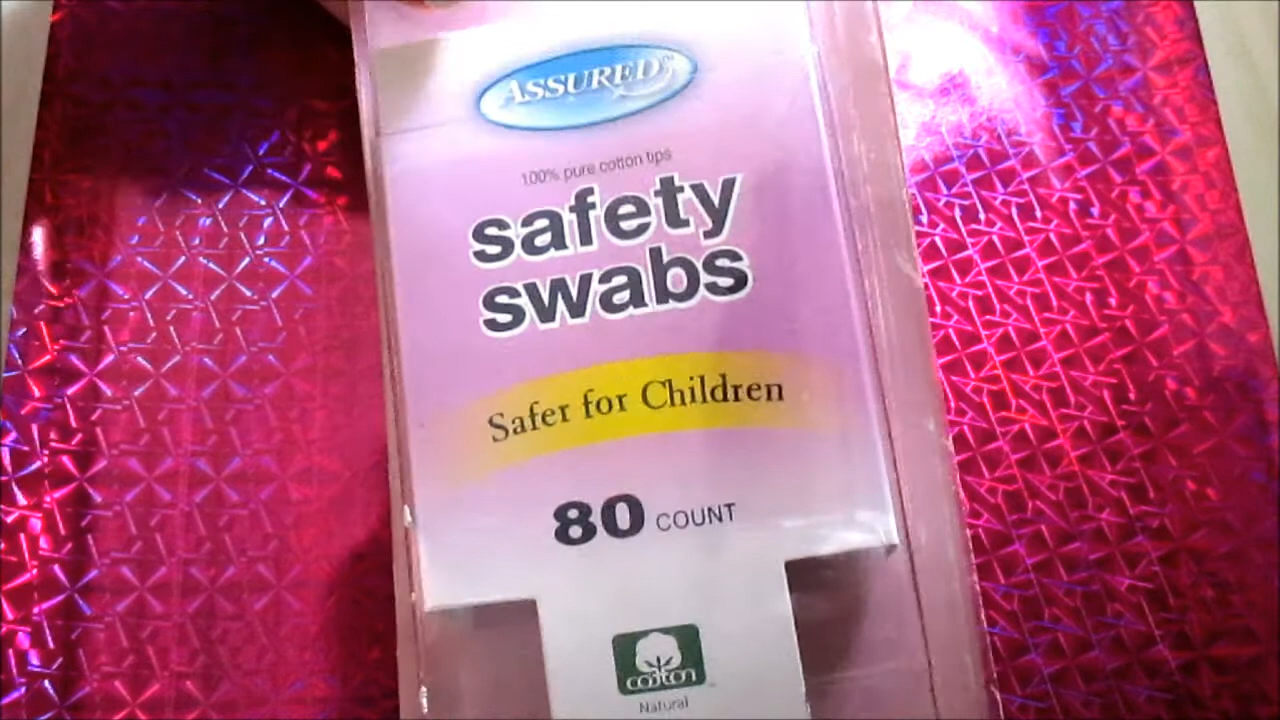 ASSURED
100% pure cotton tips
safety
swabs
Safer for Children
80 COUNT
cotton
Natural